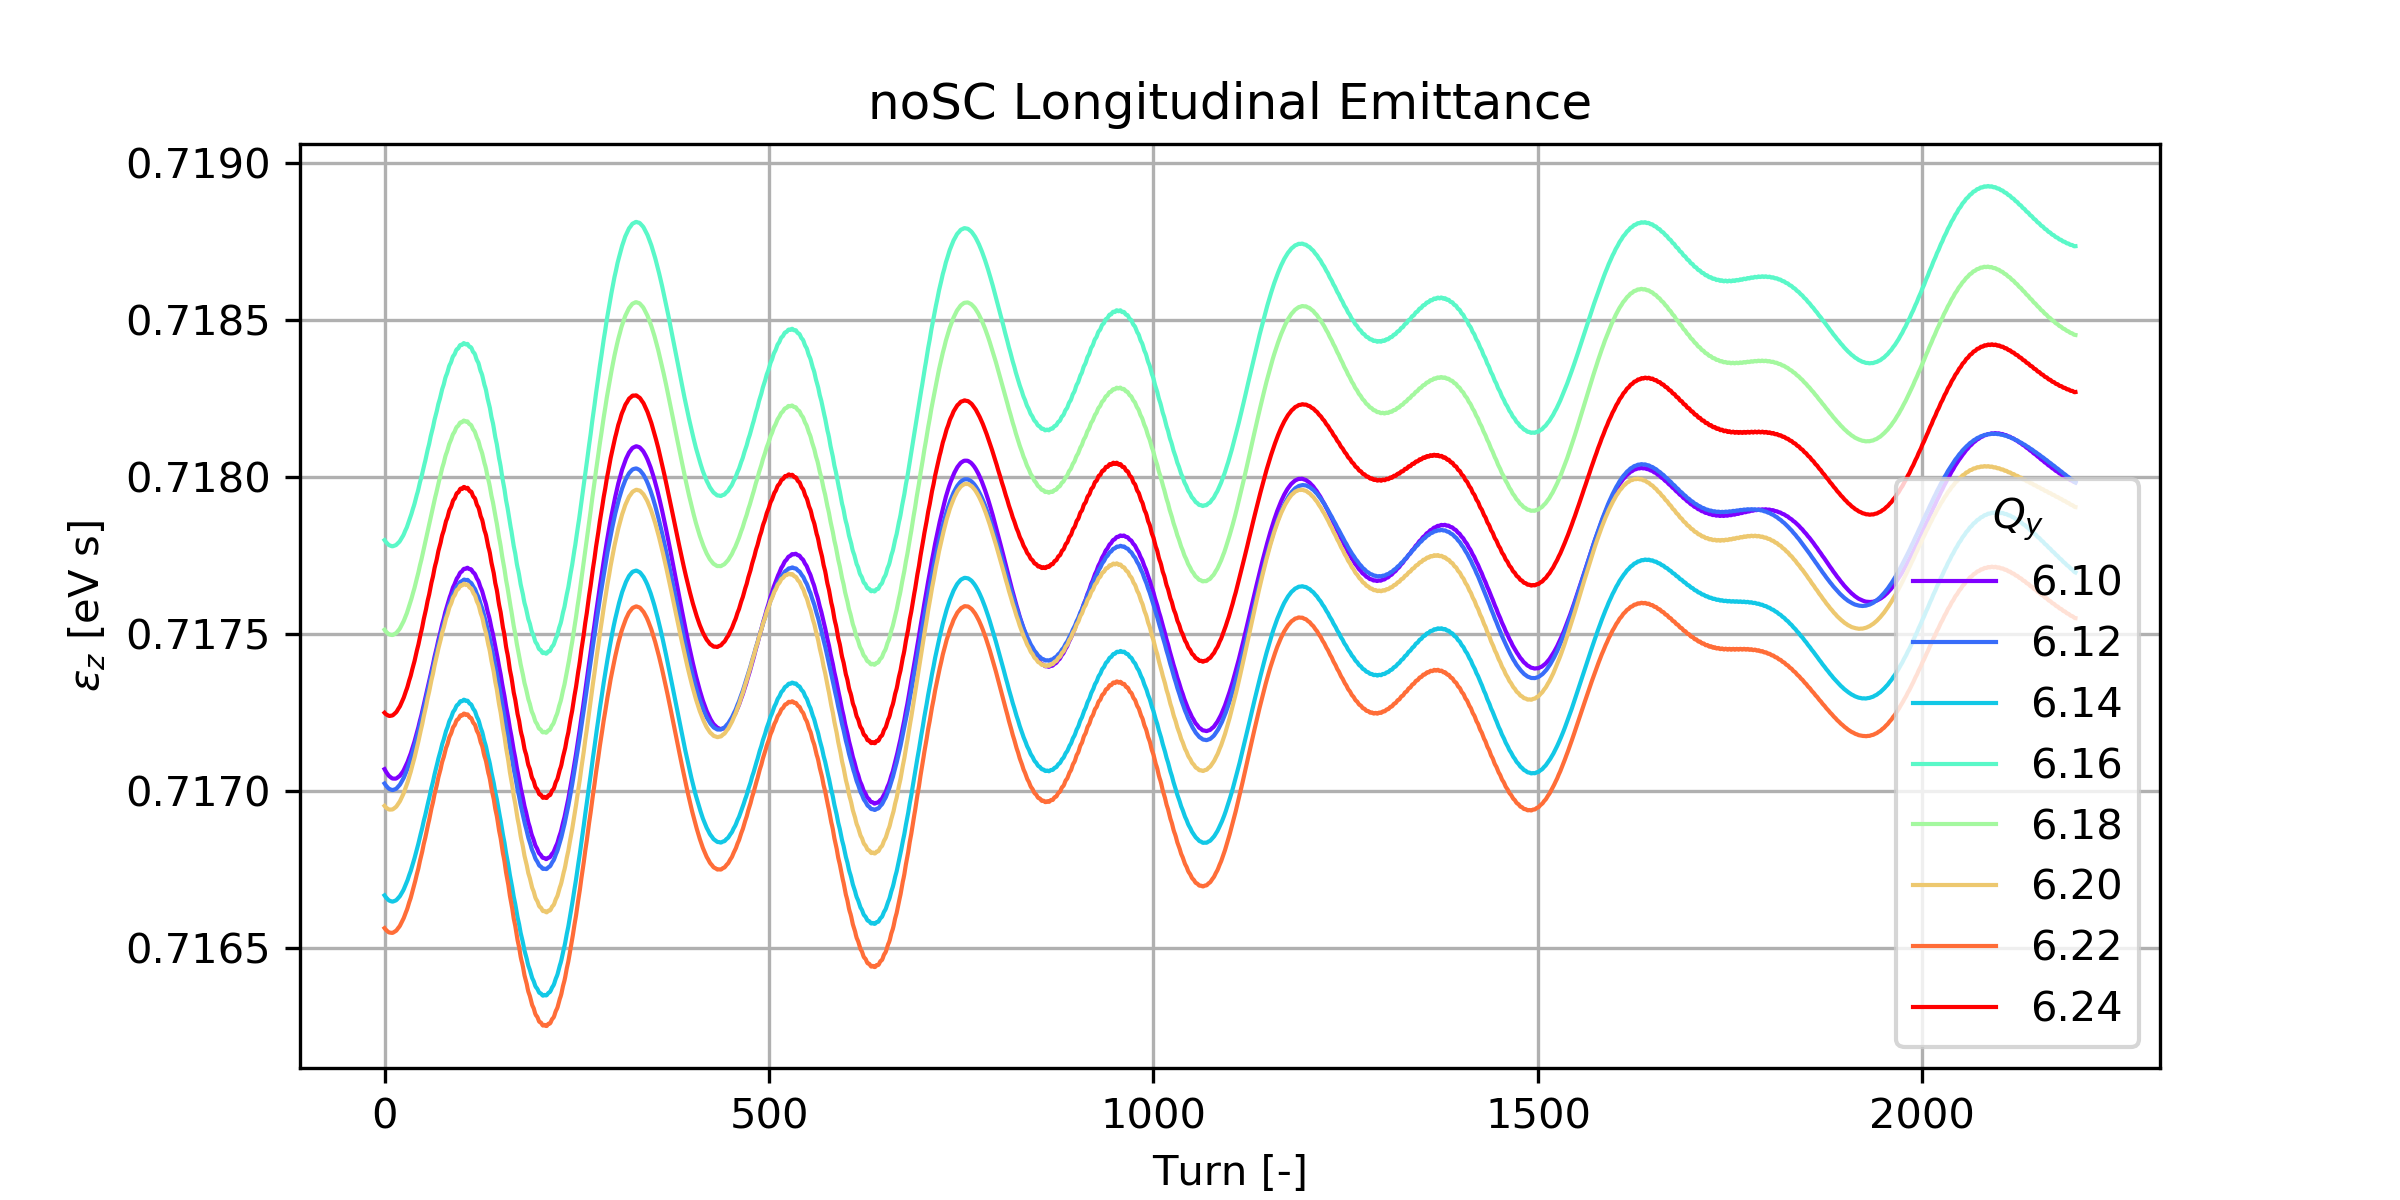 noSC Longitudinal Emittance
0.7190
0.7185
0.7180
0.7175
0.7170
0.7165
ε_z [eV s]
0 500 1000 1500 2000
Turn [-]
Q_y
6.10
6.12
6.14
6.16
6.18
6.20
6.22
6.24